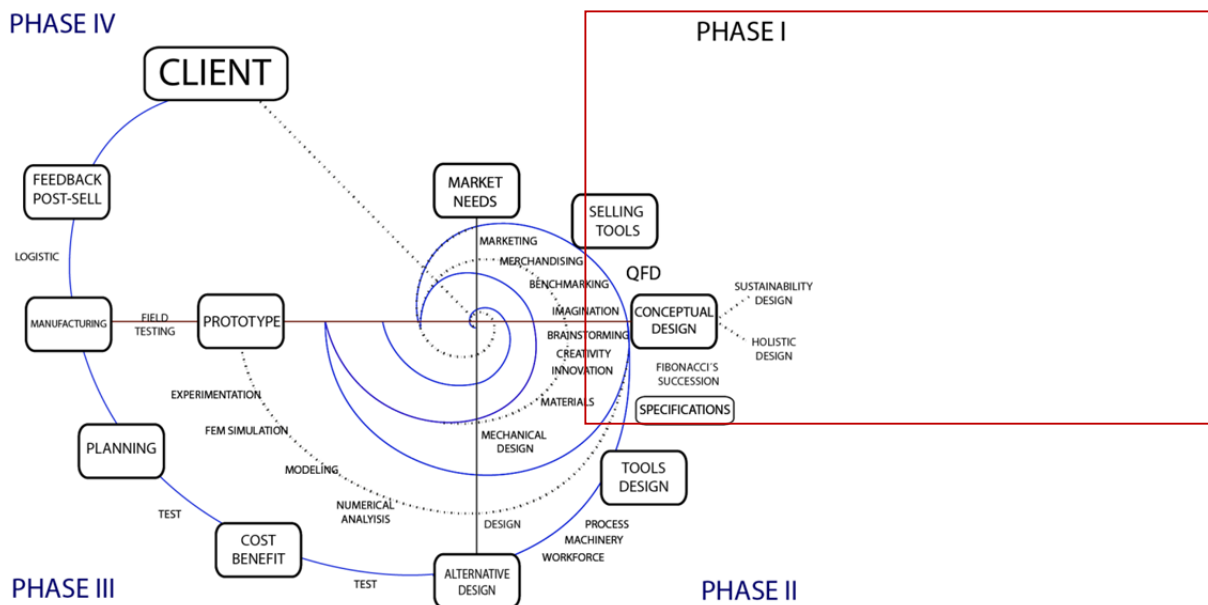 PHASE IV
PHASE I
CLIENT
FEEDBACK
POST-SELL
MARKET
NEEDS
SELLING
TOOLS
MARKETING
LOGISTIC
MERCHANDISING
QFD
BENCHMARKING
SUSTAINABILITY
DESIGN
IMAGINATION
CONCEPTUAL
DESIGN
MANUFACTURING
FIELD
TESTING
PROTOTYPE
BRAINSTORMING
CREATIVITY
INNOVATION
HOLISTIC
DESIGN
FIBONACCI´S
SUCCESSION
EXPERIMENTATION
MATERIALS
SPECIFICATIONS
FEM SIMULATION
PLANNING
MECHANICAL
DESIGN
MODELING
TOOLS
DESIGN
NUMERICAL
ANALYISIS
TEST
DESIGN
PROCESS
MACHINERY
WORKFORCE
COST
BENEFIT
ALTERNATIVE
DESIGN
TEST
PHASE III
PHASE II